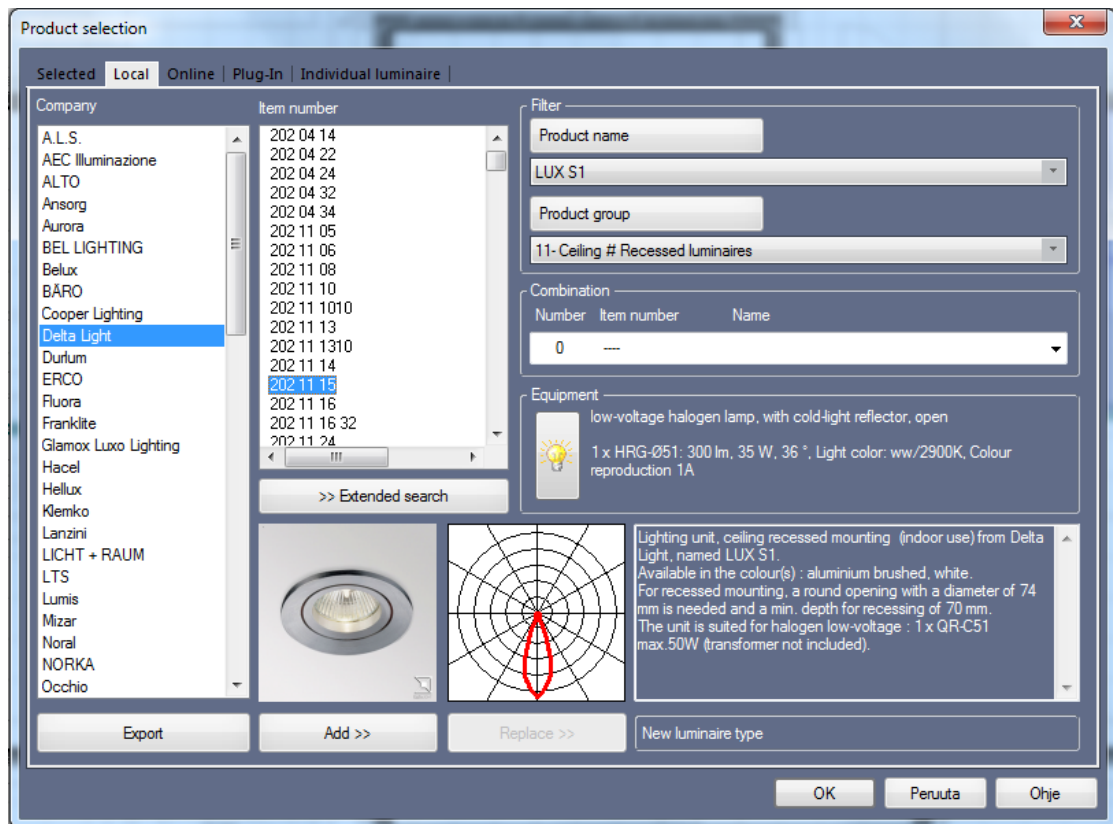 Product selection
Selected
Local
Online
Plug-In
Individual luminaire
Company
A.L.S.
AEC Illuminazione
ALTO
Ansorg
Aurora
BEL LIGHTING
Belux
BÄRO
Cooper Lighting
Delta Light
Durlum
ERCO
Fluora
Franklite
Glamox Luxo Lighting
Hacel
Hellux
Klemko
Lanzini
LICHT + RAUM
LTS
Lumis
Mizar
Noral
NORKA
Occhio
Export
Item number
202 04 14
202 04 22
202 04 24
202 04 32
202 04 34
202 11 05
202 11 06
202 11 08
202 11 10
202 11 1010
202 11 13
202 11 1310
202 11 14
202 11 15
202 11 16
202 11 16 32
202 11 24
>> Extended search
Add >>
Replace >>
Filter
Product name
LUX S1
Product group
11- Ceiling # Recessed luminaires
Combination
Number Item number Name
0 ----
Equipment
low-voltage halogen lamp, with cold-light reflector, open
1 x HRG-Ø51: 300 lm, 35 W, 36 °, Light color: ww/2900K, Colour
reproduction 1A
Lighting unit, ceiling recessed mounting (indoor use) from Delta
Light, named LUX S1.
Available in the colour(s) : aluminium brushed, white.
For recessed mounting, a round opening with a diameter of 74
mm is needed and a min. depth for recessing of 70 mm.
The unit is suited for halogen low-voltage : 1 x QR-C51
max.50W (transformer not included).
New luminaire type
OK
Peruuta
Ohje